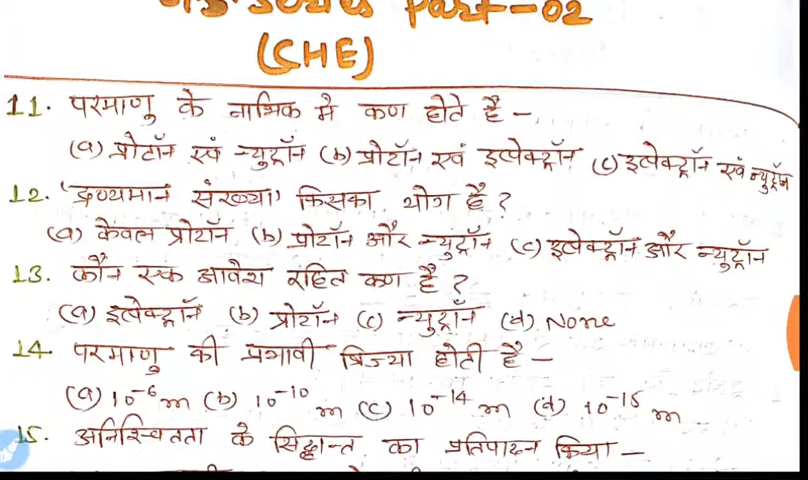 Part-02
(CHE)
11. परमाणु के नाभिक मे कण होते है -
(a) प्रोटॉन एवं न्युट्रॉन (b) प्रोटॉन एवं इलेक्ट्रॉन (c) इलेक्ट्रॉन एवं न्युट्रॉन
12. 'द्रव्यमान संख्या' किसका योग है?
(a) केवल प्रोटॉन (b) प्रोटॉन और न्युट्रॉन (c) इलेक्ट्रॉन और न्युट्रॉन
13. कौन एक आवेश रहित कण है?
(a) इलेक्ट्रॉन (b) प्रोटॉन (c) न्युट्रॉन (d) None
14. परमाणु की प्रभावी त्रिज्या होती है -
(a) 10⁻⁶ m (b) 10⁻¹⁰ m (c) 10⁻¹⁴ m (d) 10⁻¹⁵ m
15. अनिश्चितता के सिद्धान्त का प्रतिपादन किया -